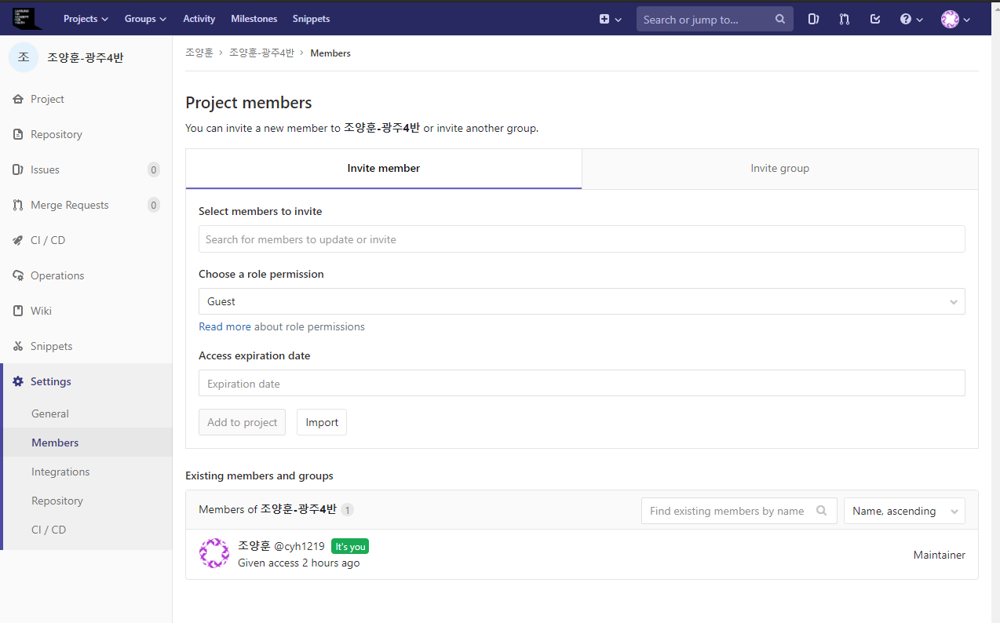 SAMSUNG
SW
ACADEMY
FOR
YOUTH
Projects Groups Activity Milestones Snippets Search or jump to...
조 조양훈-광주4반
Project
Repository
Issues 0
Merge Requests 0
CI / CD
Operations
Wiki
Snippets
Settings
General
Members
Integrations
Repository
CI / CD
조양훈 › 조양훈-광주4반 › Members
Project members
You can invite a new member to 조양훈-광주4반 or invite another group.
Invite member Invite group
Select members to invite
Search for members to update or invite
Choose a role permission
Guest
Read more about role permissions
Access expiration date
Expiration date
Add to project Import
Existing members and groups
Members of 조양훈-광주4반 1 Find existing members by name Name, ascending
조양훈 @cyh1219 It's you
Given access 2 hours ago
Maintainer